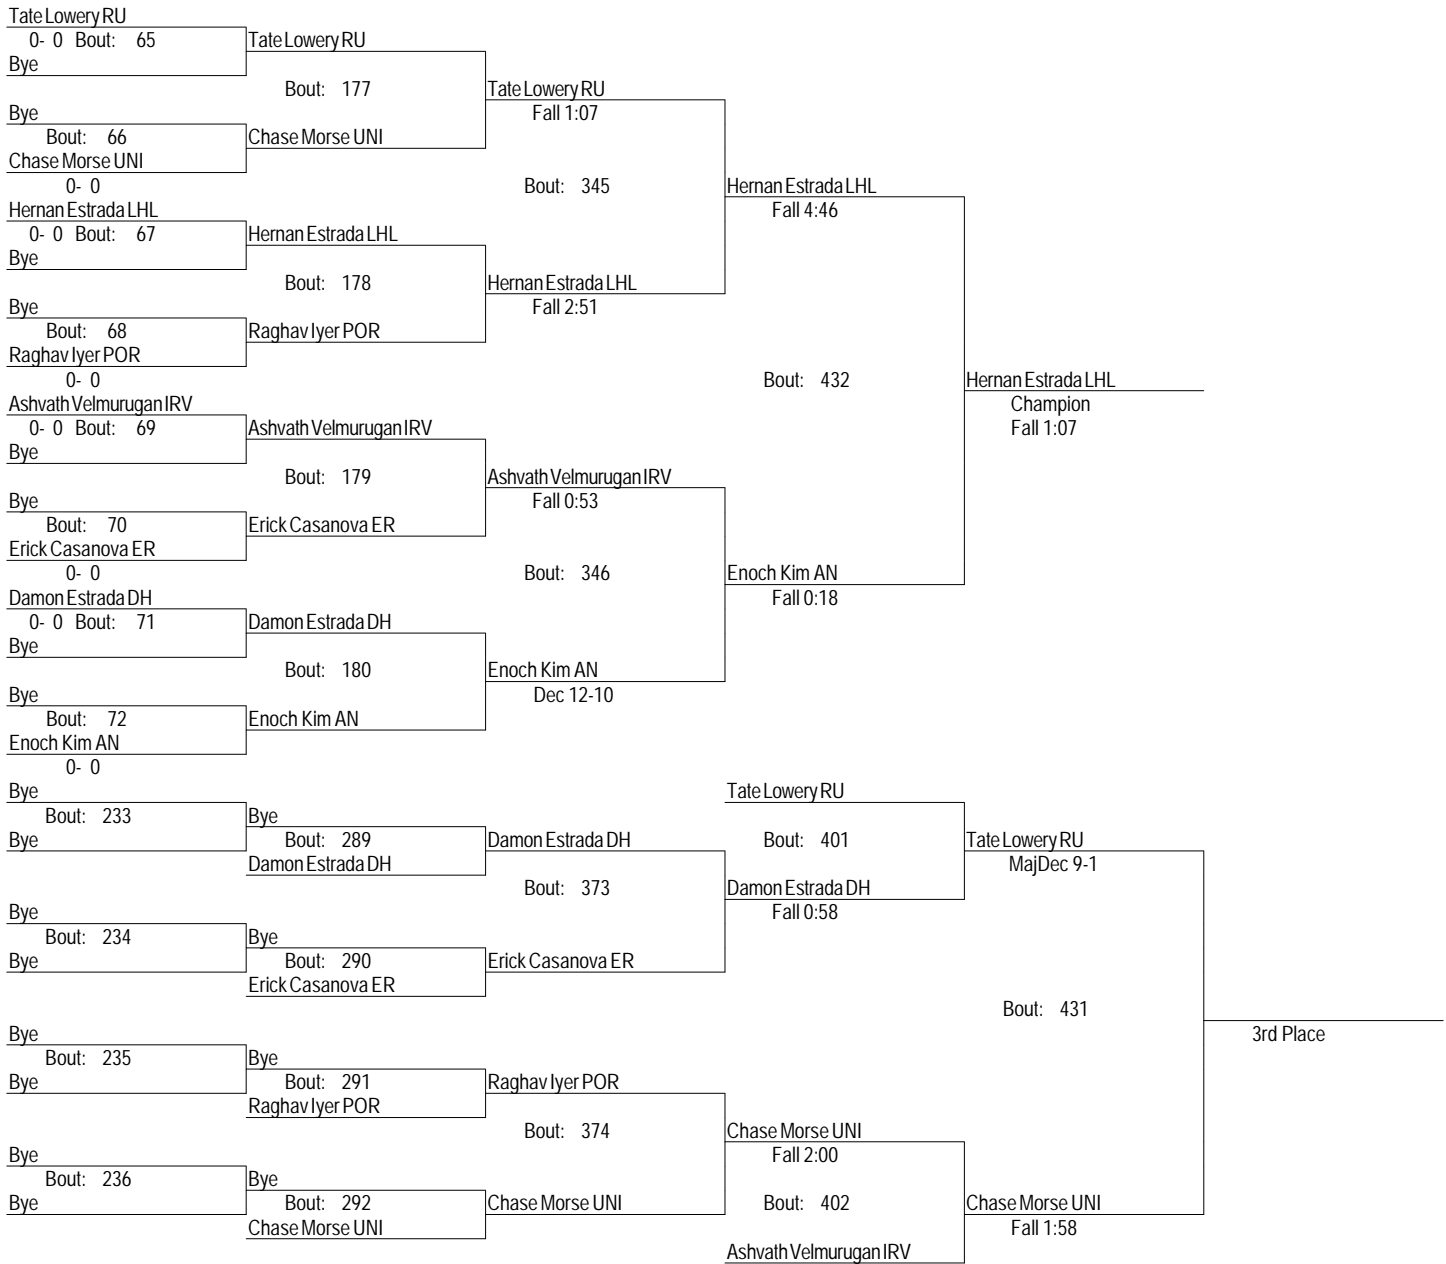 Tate Lowery RU
0- 0 Bout: 65
Tate Lowery RU
Bye
Bout: 177
Tate Lowery RU
Bye
Fall 1:07
Bout: 66
Chase Morse UNI
Chase Morse UNI
0- 0
Bout: 345
Hernan Estrada LHL
Hernan Estrada LHL
Fall 4:46
0- 0 Bout: 67
Hernan Estrada LHL
Bye
Bout: 178
Hernan Estrada LHL
Bye
Fall 2:51
Bout: 68
Raghav Iyer POR
Raghav Iyer POR
0- 0
Bout: 432
Hernan Estrada LHL
Ashvath Velmurugan IRV
Champion
0- 0 Bout: 69
Ashvath Velmurugan IRV
Fall 1:07
Bye
Bout: 179
Ashvath Velmurugan IRV
Bye
Fall 0:53
Bout: 70
Erick Casanova ER
Erick Casanova ER
0- 0
Bout: 346
Enoch Kim AN
Damon Estrada DH
Fall 0:18
0- 0 Bout: 71
Damon Estrada DH
Bye
Bout: 180
Enoch Kim AN
Bye
Dec 12-10
Bout: 72
Enoch Kim AN
Enoch Kim AN
0- 0
Bye
Tate Lowery RU
Bout: 233
Bye
Bye
Bout: 289
Damon Estrada DH
Bout: 401
Tate Lowery RU
Damon Estrada DH
MajDec 9-1
Bout: 373
Damon Estrada DH
Bye
Fall 0:58
Bout: 234
Bye
Bye
Bout: 290
Erick Casanova ER
Erick Casanova ER
Bout: 431
Bye
3rd Place
Bout: 235
Bye
Bye
Bout: 291
Raghav Iyer POR
Raghav Iyer POR
Bout: 374
Chase Morse UNI
Bye
Fall 2:00
Bout: 236
Bye
Bye
Bout: 292
Chase Morse UNI
Bout: 402
Chase Morse UNI
Chase Morse UNI
Fall 1:58
Ashvath Velmurugan IRV